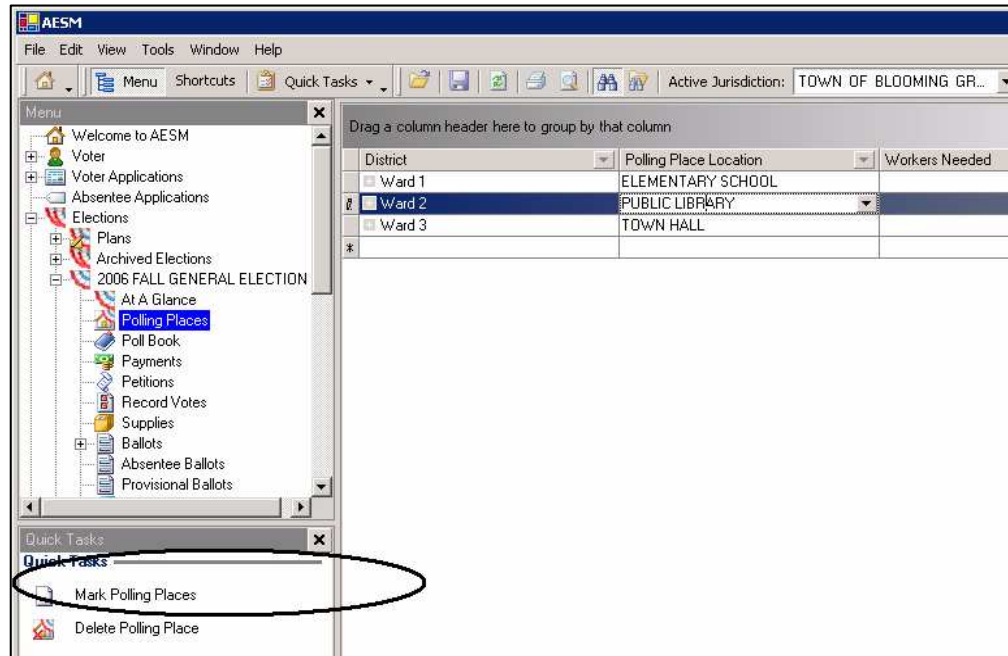 AESM
File Edit View Tools Window Help
Menu Shortcuts Quick Tasks Active Jurisdiction: TOWN OF BLOOMING GR...
Menu
Welcome to AESM
Voter
Voter Applications
Absentee Applications
Elections
Plans
Archived Elections
2006 FALL GENERAL ELECTION
At A Glance
Polling Places
Poll Book
Payments
Petitions
Record Votes
Supplies
Ballots
Absentee Ballots
Provisional Ballots
Quick Tasks
Quick Tasks
Mark Polling Places
Delete Polling Place
Drag a column header here to group by that column
District Polling Place Location Workers Needed
Ward 1 ELEMENTARY SCHOOL
Ward 2 PUBLIC LIBRARY
Ward 3 TOWN HALL
*